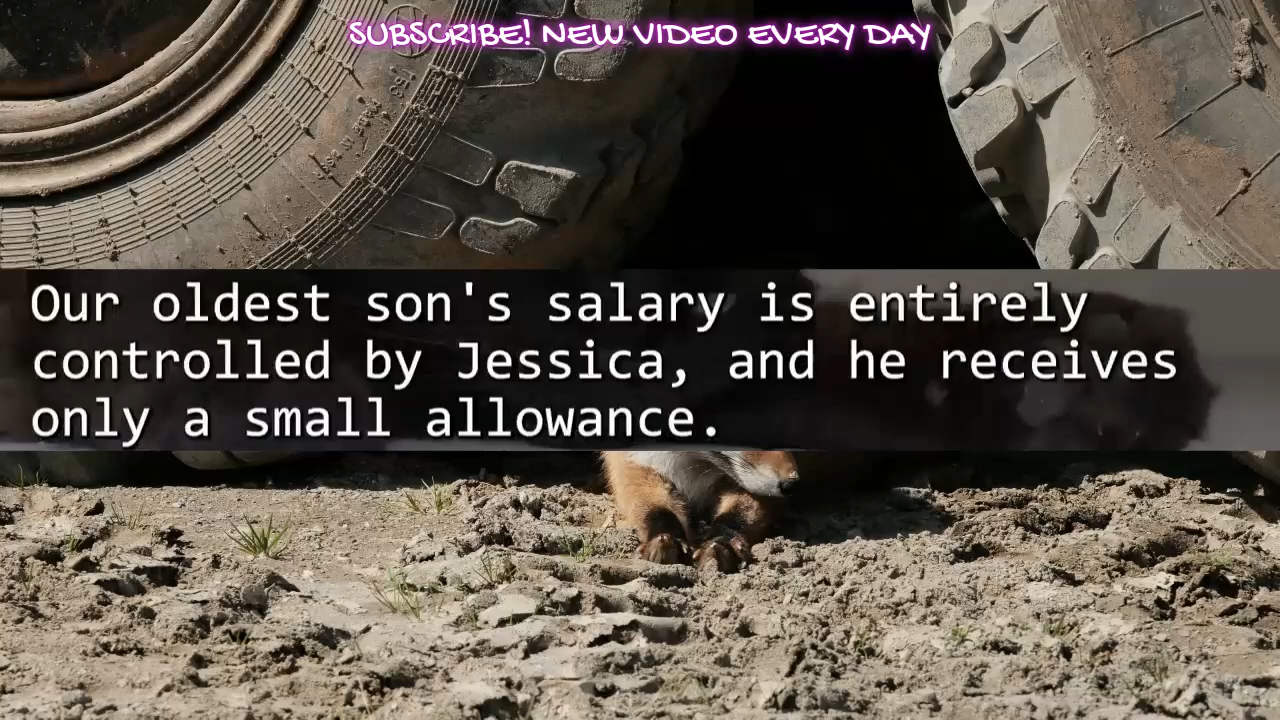 SUBSCRIBE! NEW VIDEO EVERY DAY
Our oldest son's salary is entirely
controlled by Jessica, and he receives
only a small allowance.